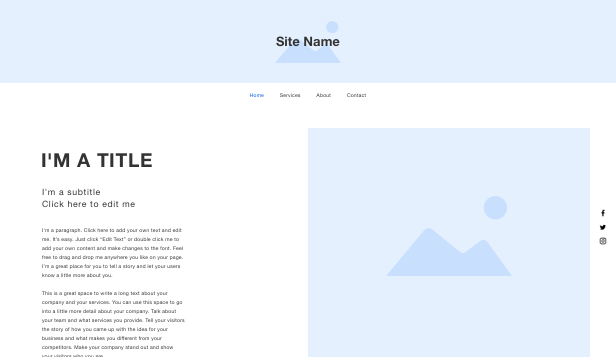 Site Name
Home Services About Contact
I'M A TITLE
I'm a subtitle
Click here to edit me
I'm a paragraph. Click here to add your own text and edit
me. It's easy. Just click "Edit Text" or double click me to
add your own content and make changes to the font. Feel
free to drag and drop me anywhere you like on your page.
I'm a great place for you to tell a story and let your users
know a little more about you.
This is a great space to write a long text about your
company and your services. You can use this space to go
into a little more detail about your company. Talk about
your team and what services you provide. Tell your visitors
the story of how you came up with the idea for your
business and what makes you different from your
competitors. Make your company stand out and show
your visitors who you are.